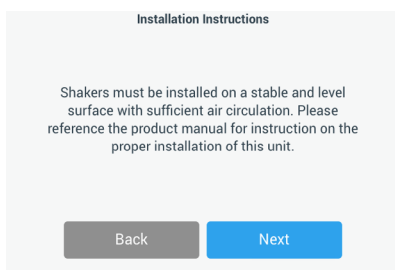 Installation Instructions
Shakers must be installed on a stable and level
surface with sufficient air circulation. Please
reference the product manual for instruction on the
proper installation of this unit.
Back
Next